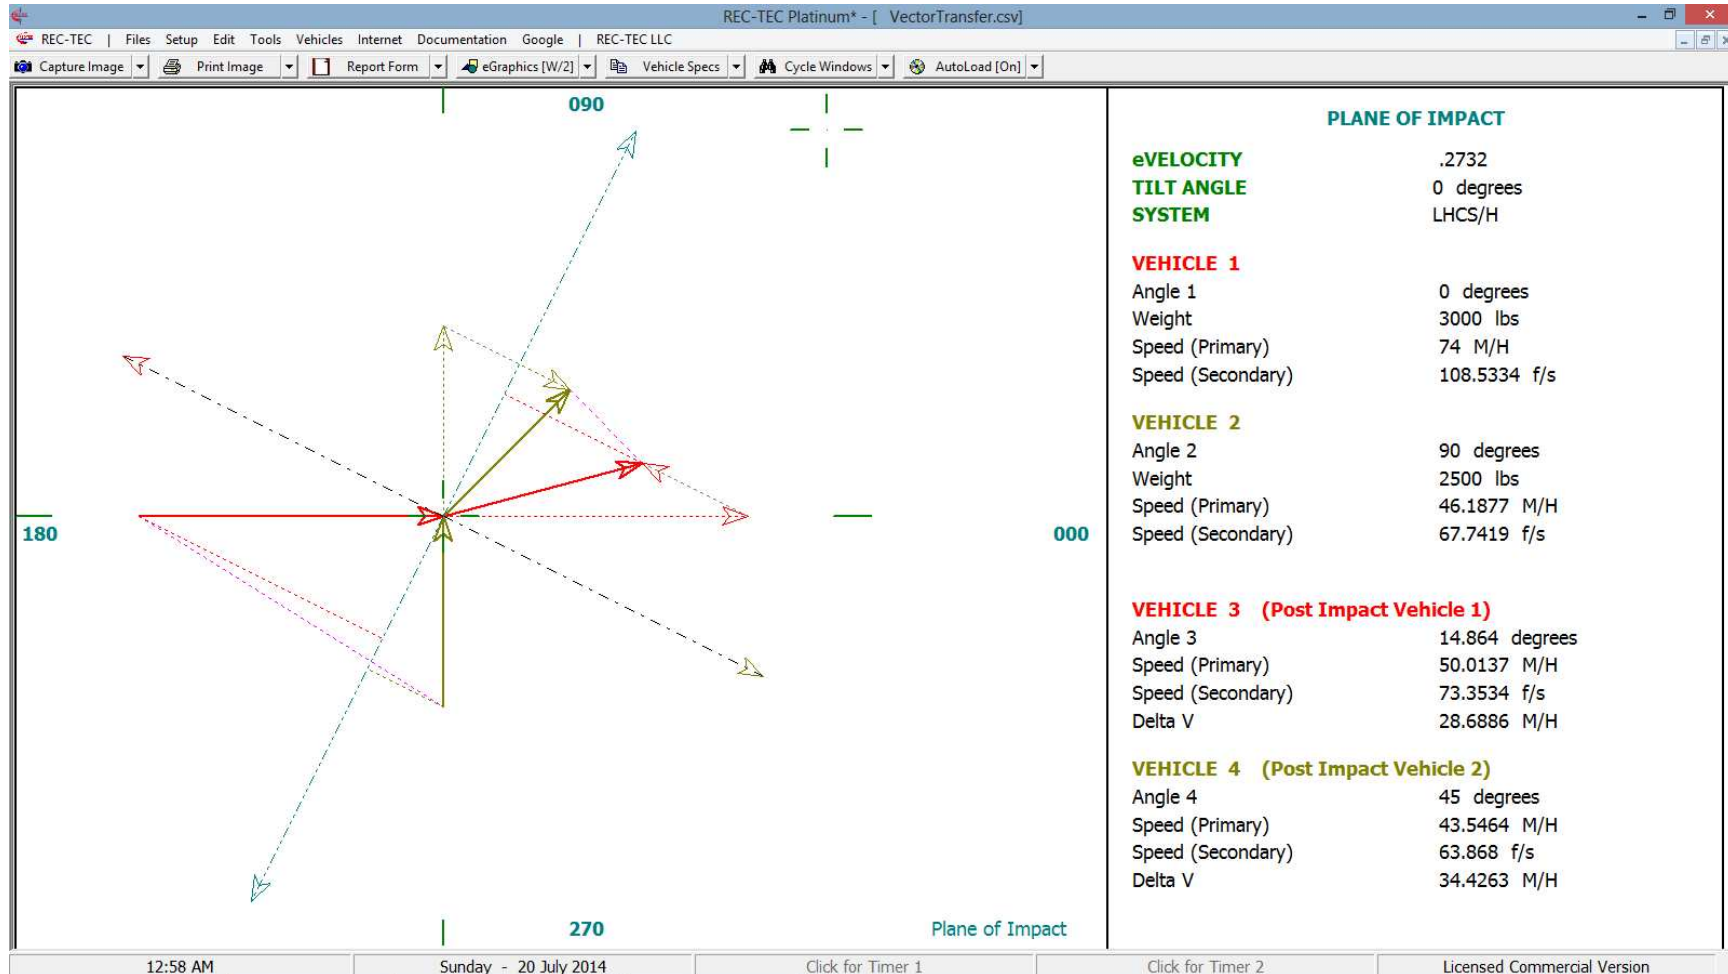 REC-TEC Platinum* - [ VectorTransfer.csv]
REC-TEC | Files Setup Edit Tools Vehicles Internet Documentation Google | REC-TEC LLC
Capture Image Print Image Report Form eGraphics [W/2] Vehicle Specs Cycle Windows AutoLoad [On]
090
180
000
270
Plane of Impact
PLANE OF IMPACT
eVELOCITY .2732
TILT ANGLE 0 degrees
SYSTEM LHCS/H
VEHICLE 1
Angle 1 0 degrees
Weight 3000 lbs
Speed (Primary) 74 M/H
Speed (Secondary) 108.5334 f/s
VEHICLE 2
Angle 2 90 degrees
Weight 2500 lbs
Speed (Primary) 46.1877 M/H
Speed (Secondary) 67.7419 f/s
VEHICLE 3 (Post Impact Vehicle 1)
Angle 3 14.864 degrees
Speed (Primary) 50.0137 M/H
Speed (Secondary) 73.3534 f/s
Delta V 28.6886 M/H
VEHICLE 4 (Post Impact Vehicle 2)
Angle 4 45 degrees
Speed (Primary) 43.5464 M/H
Speed (Secondary) 63.868 f/s
Delta V 34.4263 M/H
12:58 AM Sunday - 20 July 2014 Click for Timer 1 Click for Timer 2 Licensed Commercial Version